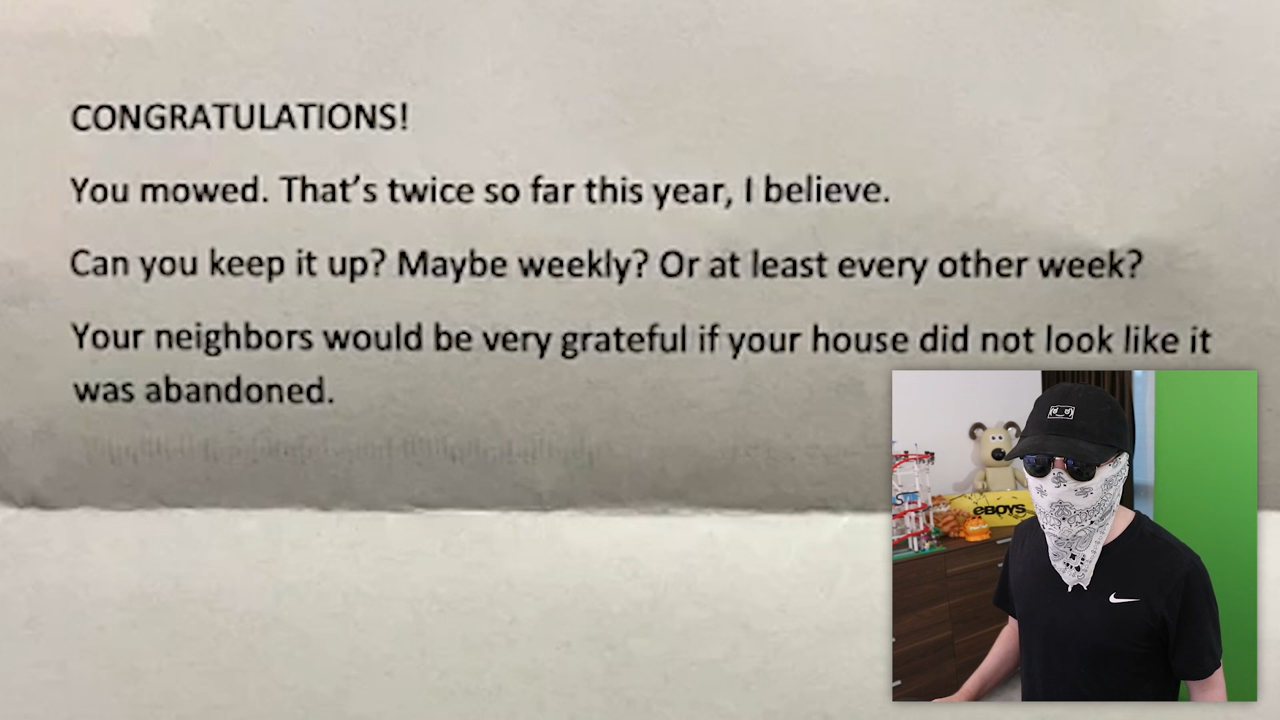 CONGRATULATIONS!
You mowed. That’s twice so far this year, I believe.
Can you keep it up? Maybe weekly? Or at least every other week?
Your neighbors would be very grateful if your house did not look like it
was abandoned.
eBOYS